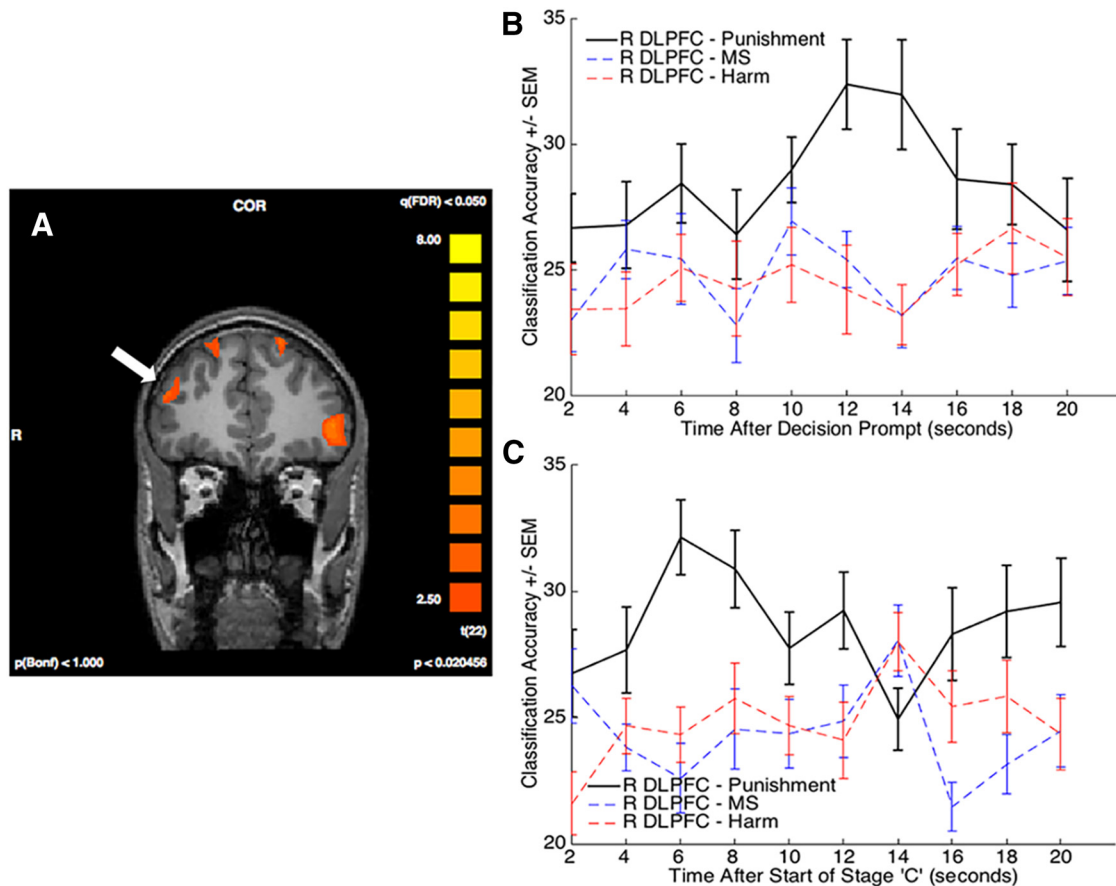 A
COR
q(FDR) < 0.050
8.00
R
2.50
t(22)
p(Bonf) < 1.000
p < 0.020456
B
35
30
25
20
Classification Accuracy +/- SEM
R DLPFC - Punishment
R DLPFC - MS
R DLPFC - Harm
2 4 6 8 10 12 14 16 18 20
Time After Decision Prompt (seconds)
C
35
30
25
20
Classification Accuracy +/- SEM
R DLPFC - Punishment
R DLPFC - MS
R DLPFC - Harm
2 4 6 8 10 12 14 16 18 20
Time After Start of Stage 'C' (seconds)